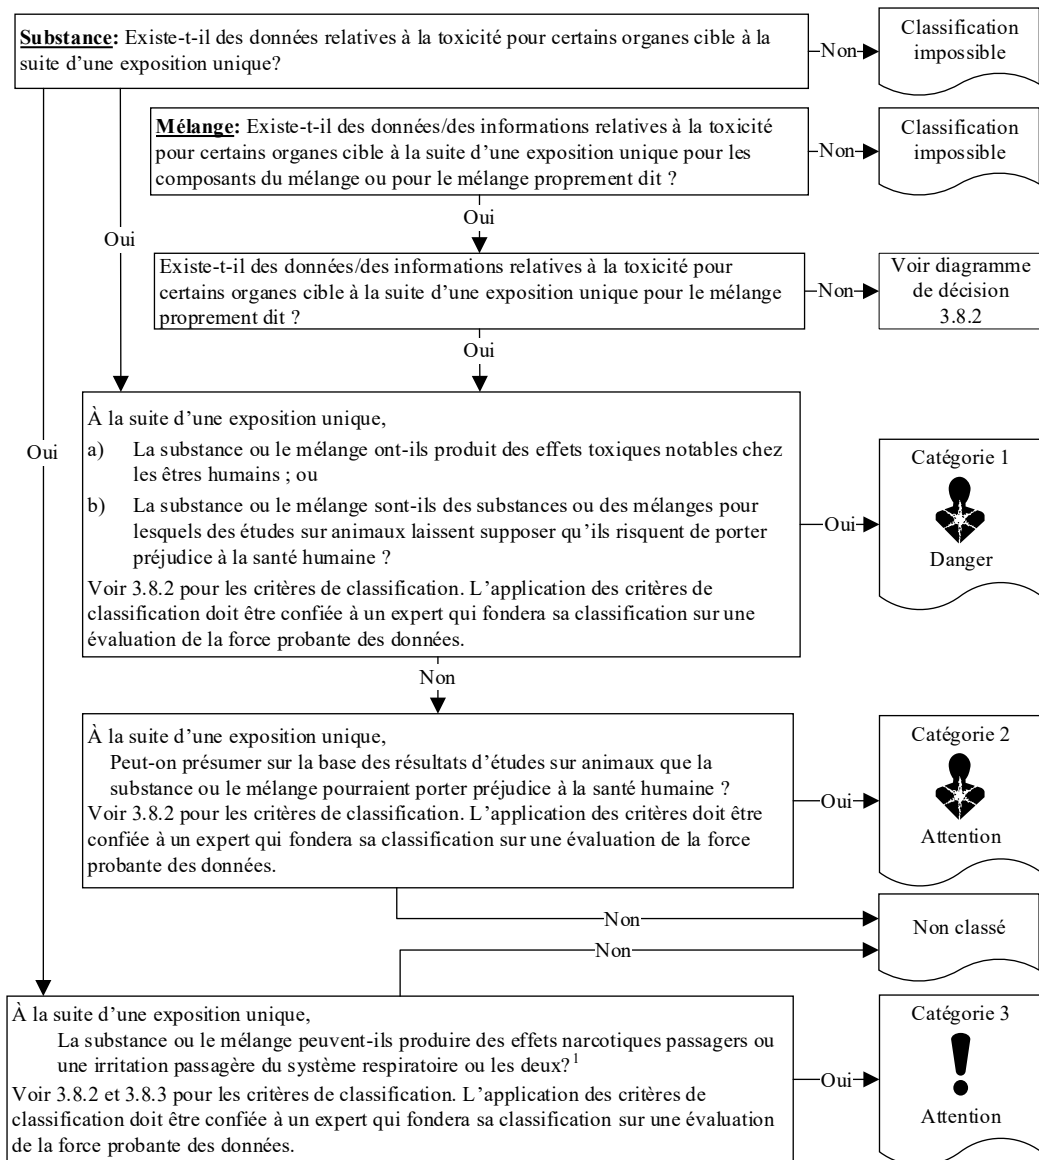 Substance: Existe-t-il des données relatives à la toxicité pour certains organes cible à la
suite d'une exposition unique?
Non
Classification
impossible
Mélange: Existe-t-il des données/des informations relatives à la toxicité
pour certains organes cible à la suite d'une exposition unique pour les
composants du mélange ou pour le mélange proprement dit ?
Non
Classification
impossible
Oui
Oui
Existe-t-il des données/des informations relatives à la toxicité pour
certains organes cible à la suite d'une exposition unique pour le mélange
proprement dit ?
Non
Voir diagramme
de décision
3.8.2
Oui
Oui
À la suite d'une exposition unique,
a) La substance ou le mélange ont-ils produit des effets toxiques notables chez
les êtres humains ; ou
b) La substance ou le mélange sont-ils des substances ou des mélanges pour
lesquels des études sur animaux laissent supposer qu'ils risquent de porter
préjudice à la santé humaine ?
Voir 3.8.2 pour les critères de classification. L'application des critères de
classification doit être confiée à un expert qui fondera sa classification sur une
évaluation de la force probante des données.
Oui
Catégorie 1
Danger
Non
À la suite d'une exposition unique,
Peut-on présumer sur la base des résultats d'études sur animaux que la
substance ou le mélange pourraient porter préjudice à la santé humaine ?
Voir 3.8.2 pour les critères de classification. L'application des critères doit être
confiée à un expert qui fondera sa classification sur une évaluation de la force
probante des données.
Oui
Catégorie 2
Attention
Non
Non
Non classé
À la suite d'une exposition unique,
La substance ou le mélange peuvent-ils produire des effets narcotiques passagers ou
une irritation passagère du système respiratoire ou les deux?1
Voir 3.8.2 et 3.8.3 pour les critères de classification. L'application des critères de
classification doit être confiée à un expert qui fondera sa classification sur une évaluation
de la force probante des données.
Oui
Catégorie 3
Attention